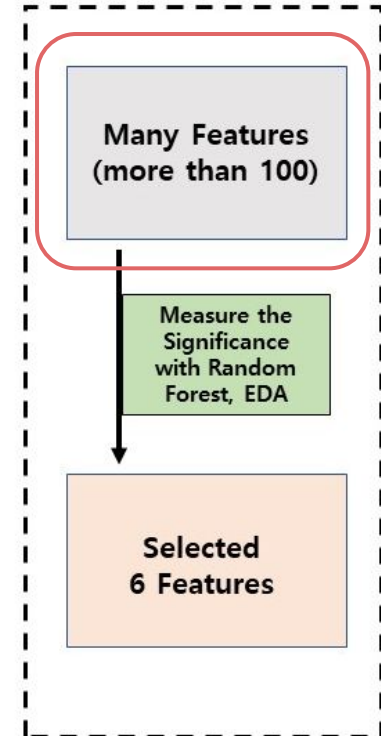 Many Features
(more than 100)
Measure the
Significance
with Random
Forest, EDA
Selected
6 Features